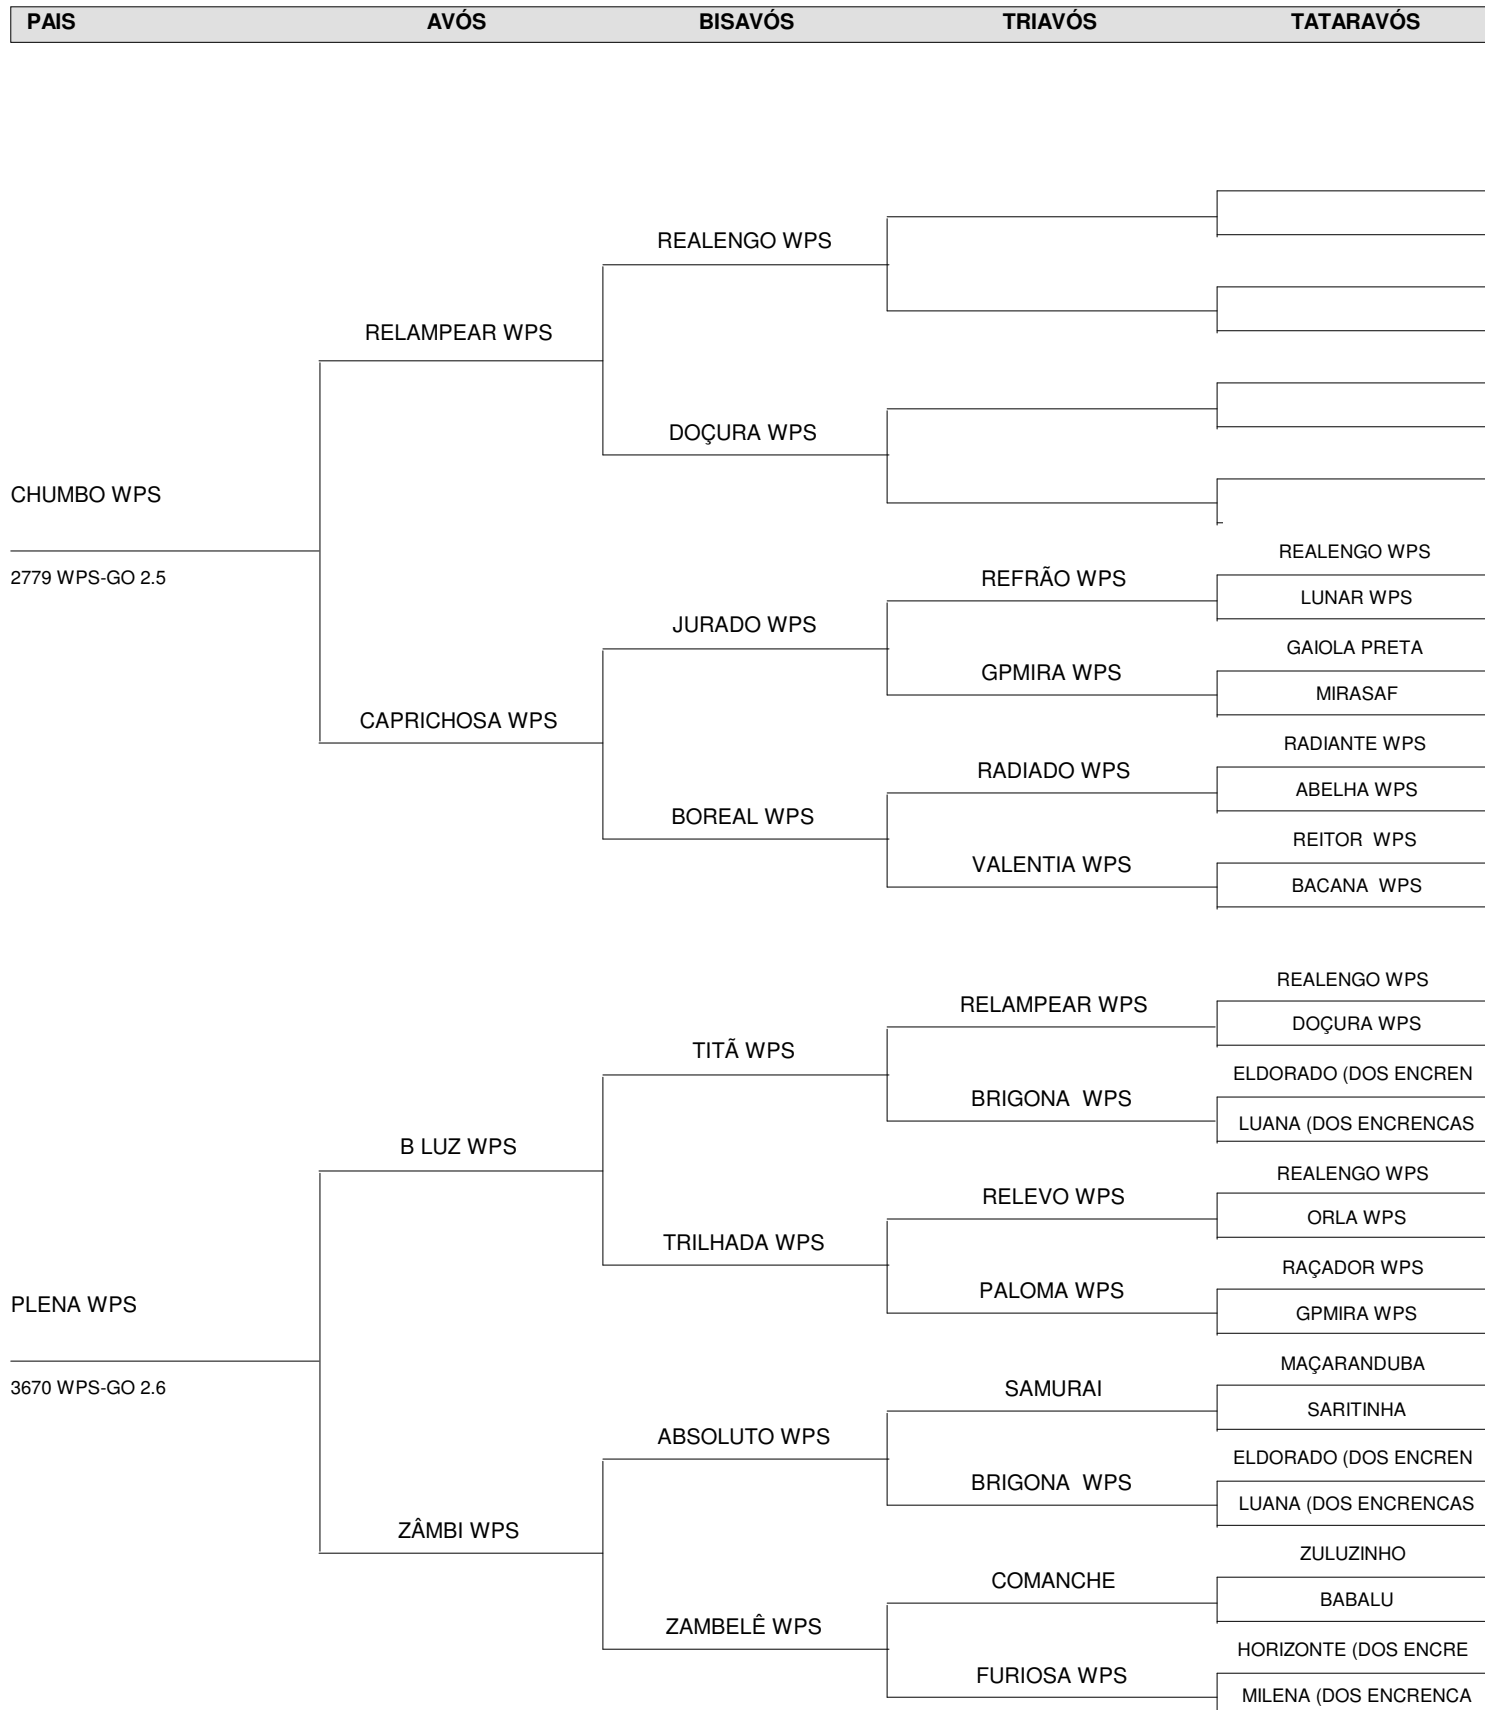 PAIS AVÓS BISAVÓS TRIAVÓS TATARAVÓS
REALENGO WPS
RELAMPEAR WPS
DOÇURA WPS
CHUMBO WPS
REALENGO WPS
2779 WPS-GO 2.5
REFRÃO WPS
LUNAR WPS
JURADO WPS
GAIOLA PRETA
GPMIRA WPS
MIRASAF
CAPRICHOSA WPS
RADIANTE WPS
RADIADO WPS
ABELHA WPS
BOREAL WPS
REITOR  WPS
VALENTIA WPS
BACANA  WPS
REALENGO WPS
RELAMPEAR WPS
DOÇURA WPS
TITÃ WPS
ELDORADO (DOS ENCREN
BRIGONA  WPS
LUANA (DOS ENCRENCAS
B LUZ WPS
REALENGO WPS
RELEVO WPS
ORLA WPS
TRILHADA WPS
RAÇADOR WPS
PALOMA WPS
PLENA WPS
GPMIRA WPS
MAÇARANDUBA
3670 WPS-GO 2.6
SAMURAI
SARITINHA
ABSOLUTO WPS
ELDORADO (DOS ENCREN
BRIGONA  WPS
LUANA (DOS ENCRENCAS
ZÂMBI WPS
ZULUZINHO
COMANCHE
BABALU
ZAMBELÊ WPS
HORIZONTE (DOS ENCRE
FURIOSA WPS
MILENA (DOS ENCRENCA